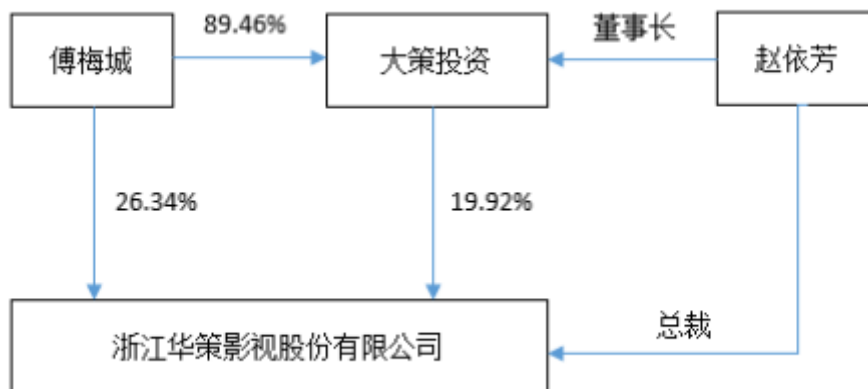 89.46%
董事长
傅梅城
大策投资
赵依芳
26.34%
19.92%
总裁
浙江华策影视股份有限公司